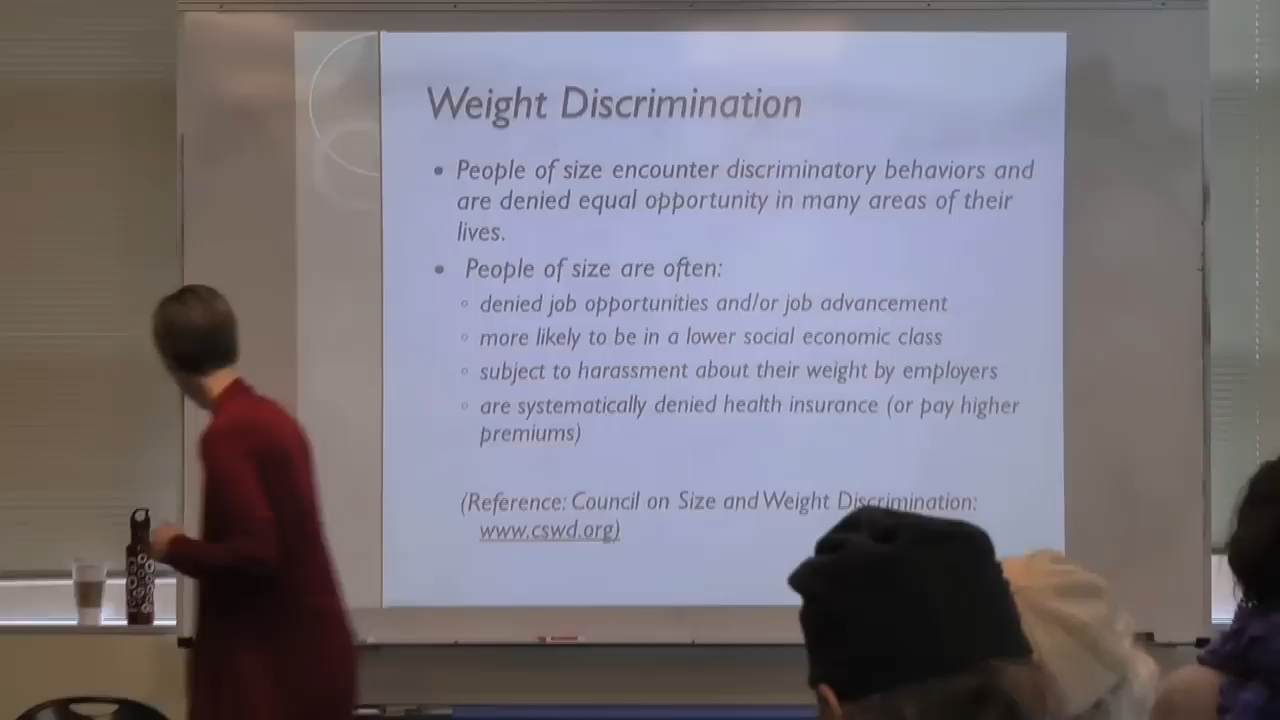 Weight Discrimination
• People of size encounter discriminatory behaviors and
are denied equal opportunity in many areas of their
lives.
• People of size are often:
◦ denied job opportunities and/or job advancement
◦ more likely to be in a lower social economic class
◦ subject to harassment about their weight by employers
◦ are systematically denied health insurance (or pay higher
premiums)
(Reference: Council on Size and Weight Discrimination:
www.cswd.org)